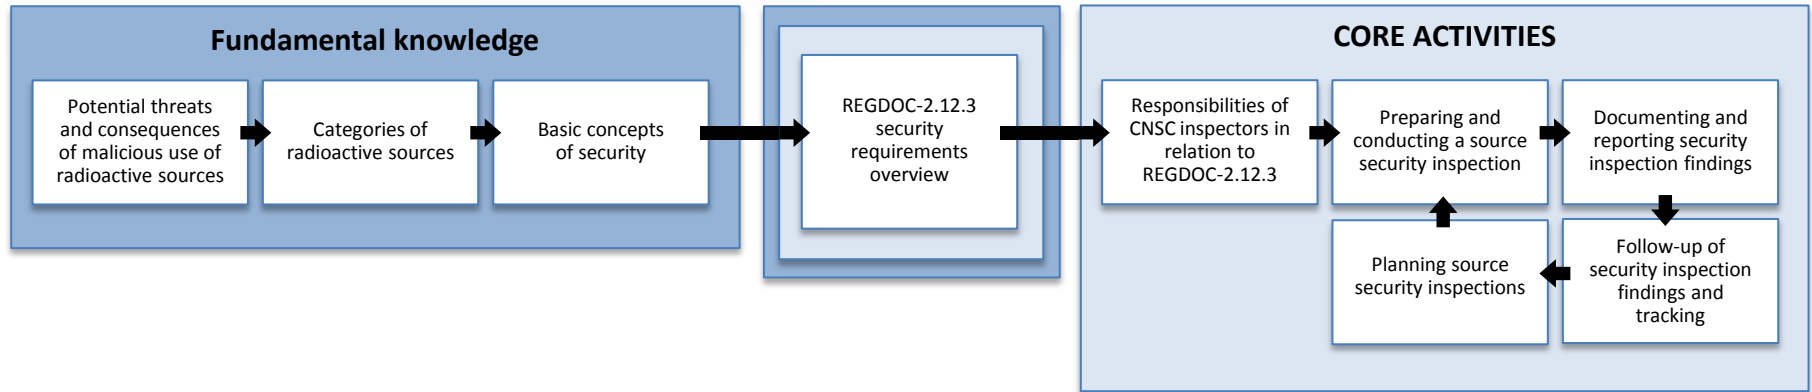 Fundamental knowledge
Potential threats
and consequences
of malicious use of
radioactive sources
Categories of
radioactive sources
Basic concepts
of security
REGDOC-2.12.3
security
requirements
overview
CORE ACTIVITIES
Responsibilities of
CNSC inspectors in
relation to
REGDOC-2.12.3
Preparing and
conducting a source
security inspection
Documenting and
reporting security
inspection findings
Follow-up of
security inspection
findings and
tracking
Planning source
security inspections